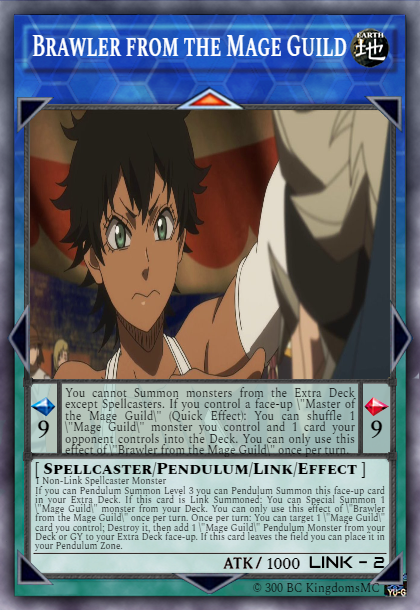 BRAWLER FROM THE MAGE GUILD
EARTH
地
You cannot Summon monsters from the Extra Deck
except Spellcasters. If you control a face-up \"Master of
the Mage Guild\" (Quick Effect): You can shuffle 1
\"Mage Guild\" monster you control and 1 card your
opponent controls into the Deck. You can only use this
effect of \"Brawler from the Mage Guild\" once per turn.
9
9
[ SPELLCASTER/PENDULUM/LINK/EFFECT ]
1 Non-Link Spellcaster Monster
If you can Pendulum Summon Level 3 you can Pendulum Summon this face-up card
in your Extra Deck. If this card is Link Summoned: You can Special Summon 1
\"Mage Guild\" monster from your Deck. You can only use this effect of \"Brawler
from the Mage Guild\" once per turn. Once per turn: You can target 1 \"Mage Guild\"
card you control; Destroy it, then add 1 \"Mage Guild\" Pendulum Monster from your
Deck or GY to your Extra Deck face-up. If this card leaves the field you can place it in
your Pendulum Zone.
ATK/ 1000 LINK - 2
© 300 BC KingdomsMC
YU-G